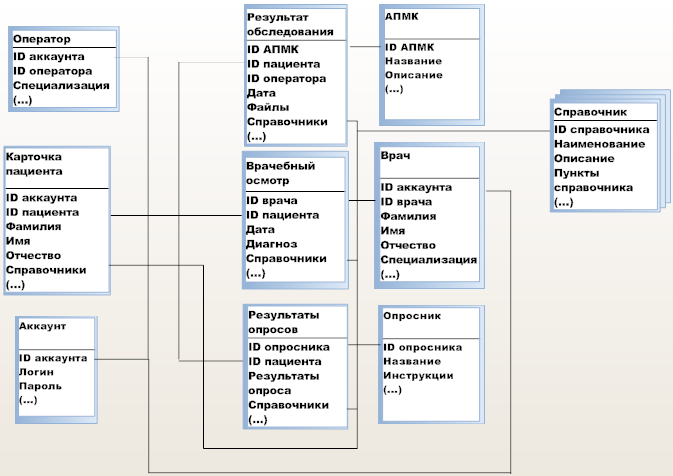 Оператор
ID аккаунта
ID оператора
Специализация
(...)
Карточка
пациента
ID аккаунта
ID пациента
Фамилия
Имя
Отчество
Справочники
(...)
Аккаунт
ID аккаунта
Логин
Пароль
(...)
Результат
обследования
ID АПМК
ID пациента
ID оператора
Дата
Файлы
Справочники
(...)
Врачебный
осмотр
ID врача
ID пациента
Дата
Диагноз
Справочники
(...)
Результаты
опросов
ID опросника
ID пациента
Результаты
опроса
Справочники
(...)
АПМК
ID АПМК
Название
Описание
(...)
Врач
ID аккаунта
ID врача
Фамилия
Имя
Отчество
Специализация
(...)
Опросник
ID опросника
Название
Инструкции
(...)
Справочник
ID справочника
Наименование
Описание
Пункты
справочника
(...)